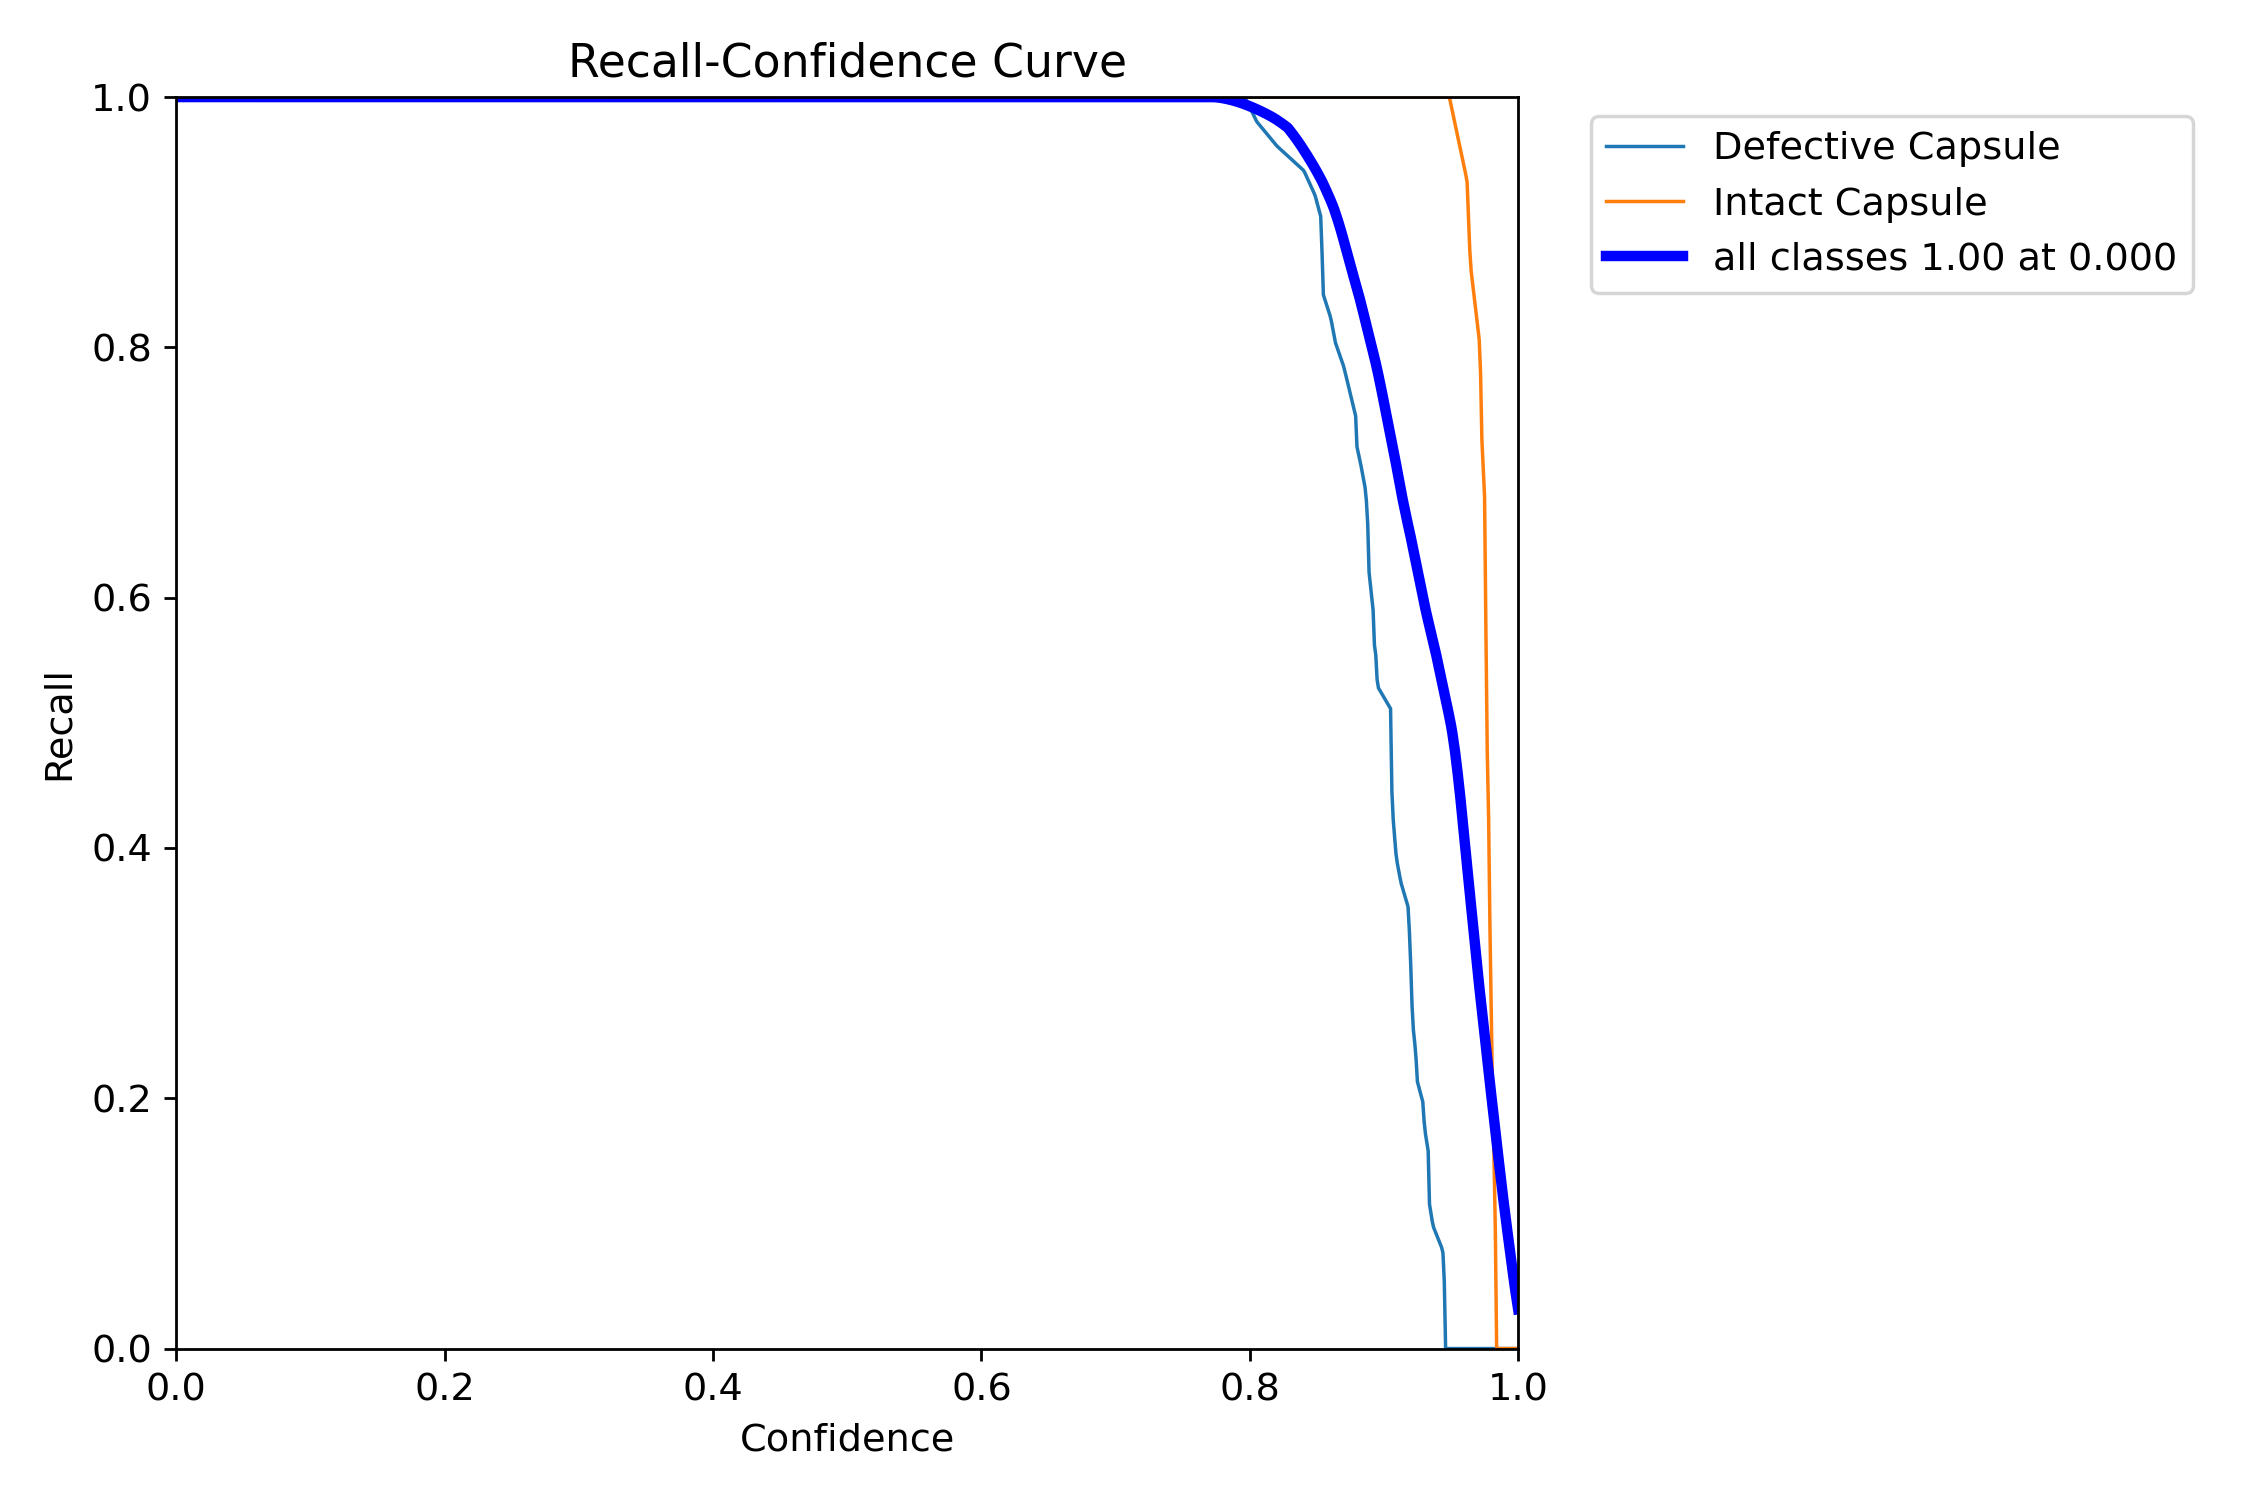 Recall-Confidence Curve
1.0
0.8
0.6
0.4
0.2
0.0
Recall
0.0 0.2 0.4 0.6 0.8 1.0
Confidence
Defective Capsule
Intact Capsule
all classes 1.00 at 0.000